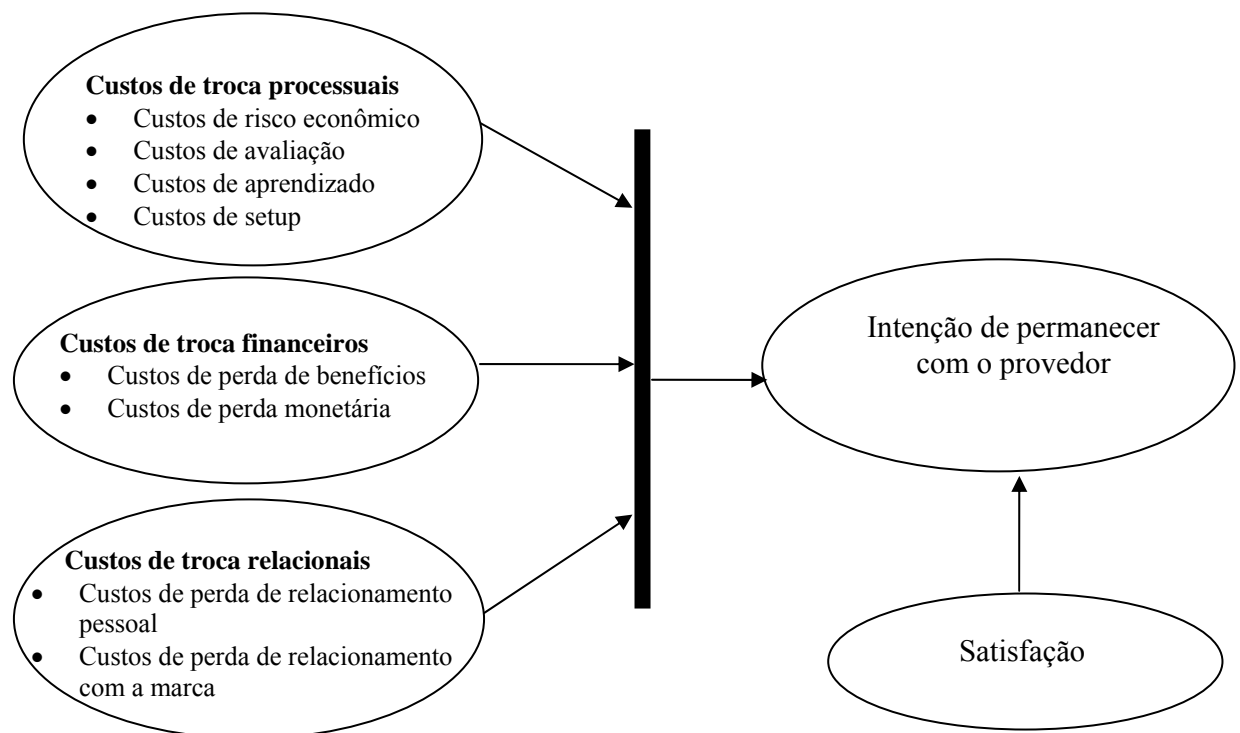 Custos de troca processuais
• Custos de risco econômico
• Custos de avaliação
• Custos de aprendizado
• Custos de setup
Custos de troca financeiros
• Custos de perda de benefícios
• Custos de perda monetária
Custos de troca relacionais
• Custos de perda de relacionamento
pessoal
• Custos de perda de relacionamento
com a marca
Intenção de permanecer
com o provedor
Satisfação